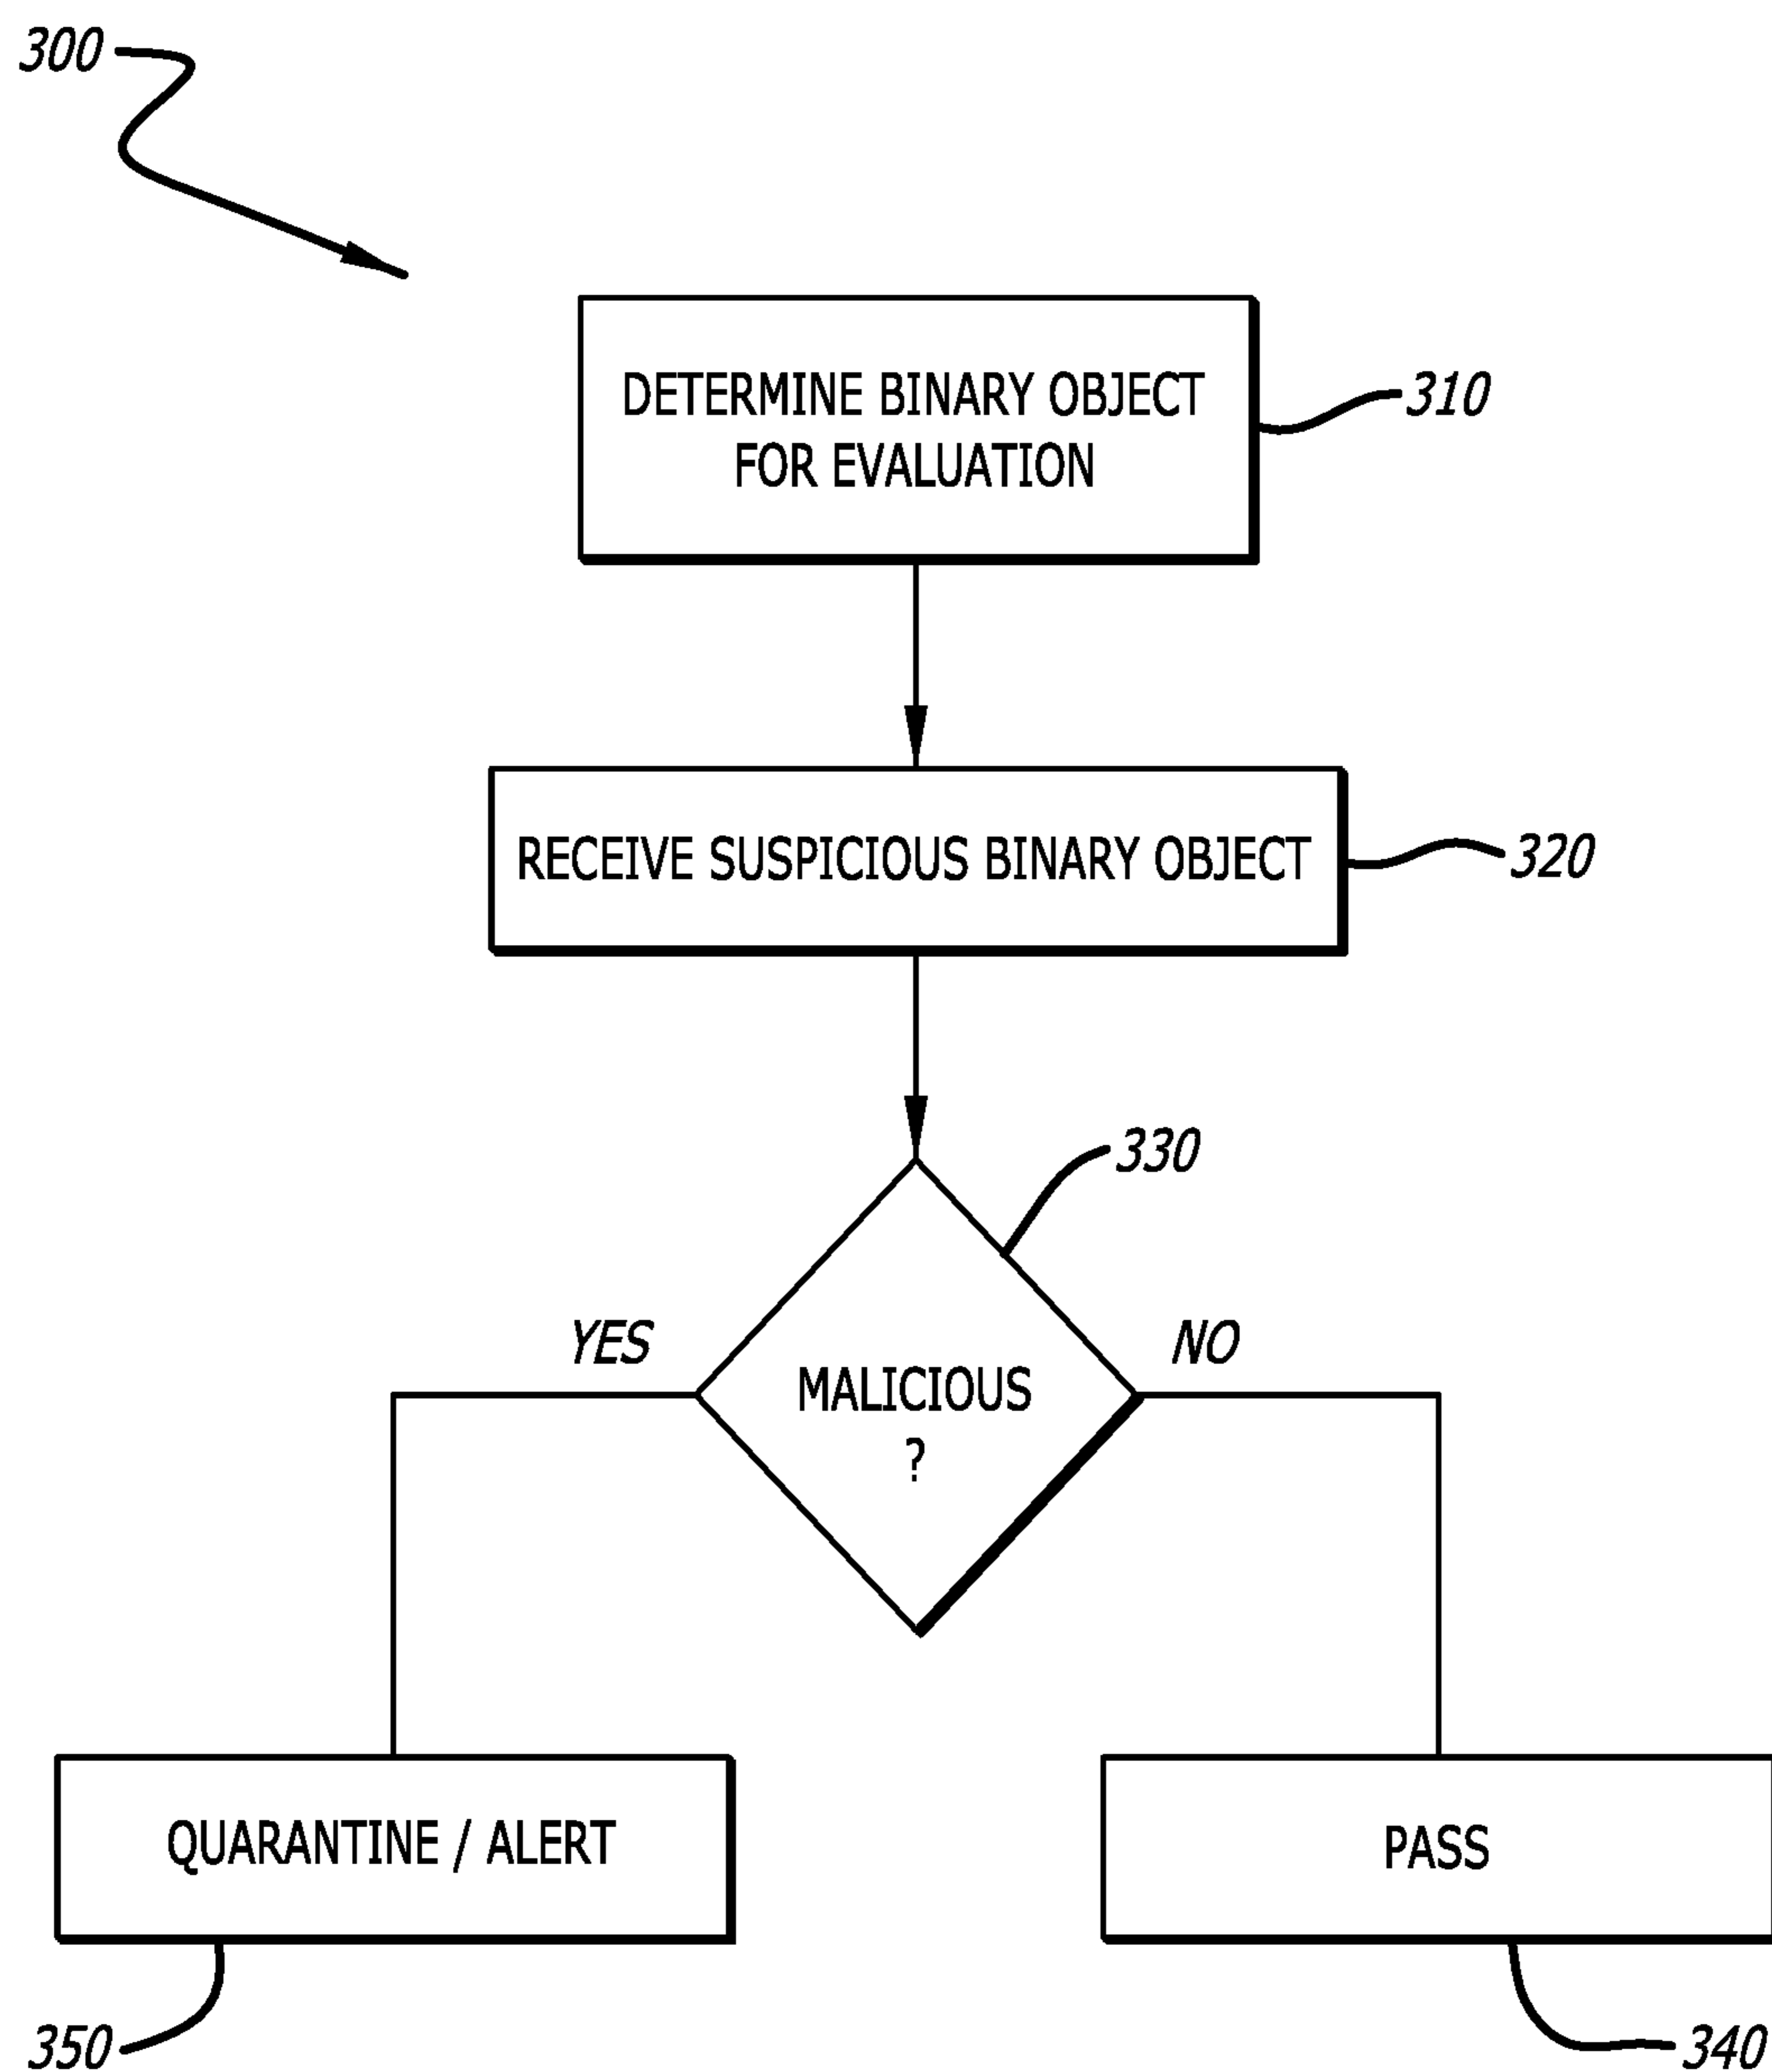 300
DETERMINE BINARY OBJECT
FOR EVALUATION
310
RECEIVE SUSPICIOUS BINARY OBJECT
320
330
YES
NO
MALICIOUS
?
QUARANTINE / ALERT
PASS
350
340